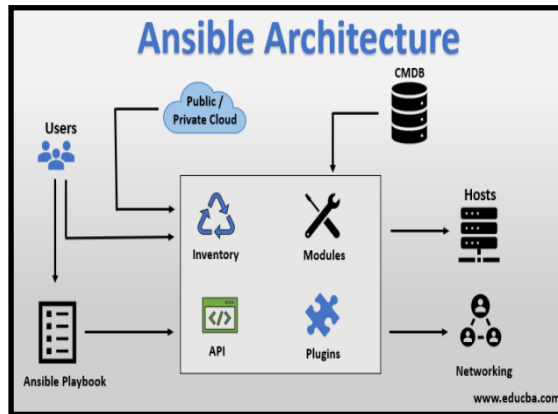 Ansible Architecture
CMDB
Public /
Private Cloud
Users
Hosts
Inventory
Modules
</>
API
Plugins
Ansible Playbook
Networking
www.educba.com